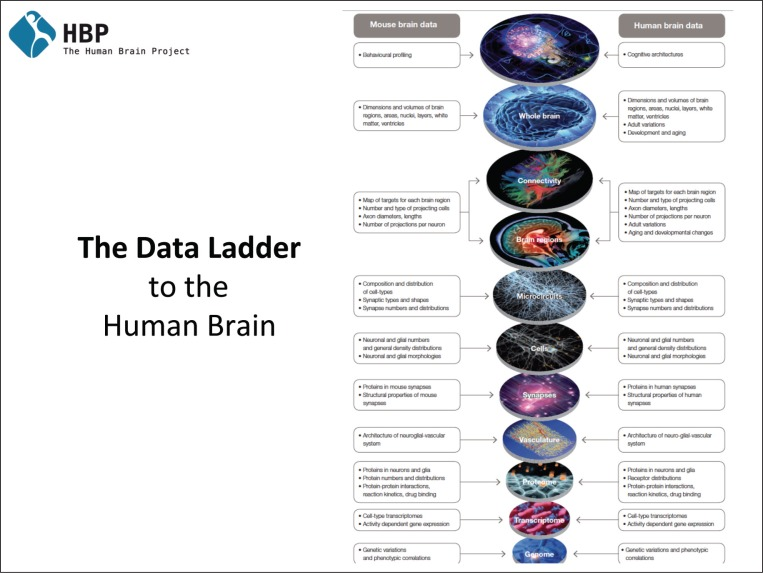 HBP
The Human Brain Project
The Data Ladder
to the
Human Brain
Mouse brain data
Human brain data
• Behavioural profiling
• Cognitive architectures
• Dimensions and volumes of brain
regions, areas, nuclei, layers, white
matter, ventricles
Whole brain
• Dimensions and volumes of brain
regions, areas, nuclei, layers, white
matter, ventricles
• Adult variations
• Development and aging
Connectivity
• Map of targets for each brain region
• Number and type of projecting cells
• Axon diameters, lengths
• Number of projections per neuron
• Map of targets for each brain region
• Number and type of projecting cells
• Axon diameters, lengths
• Number of projections per neuron
• Adult variations
• Aging and developmental changes
Brain regions
• Composition and distribution
of cell-types
• Synaptic types and shapes
• Synapse numbers and distributions
Microcircuits
• Composition and distribution
of cell-types
• Synaptic types and shapes
• Synapse numbers and distributions
• Neuronal and glial numbers
and general density distributions
• Neuronal and glial morphologies
Cells
• Neuronal and glial numbers
and general density distributions
• Neuronal and glial morphologies
• Proteins in mouse synapses
• Structural properties of mouse
synapses
Synapses
• Proteins in human synapses
• Structural properties of human
synapses
• Architecture of neuroglial-vascular
system
Vasculature
• Architecture of neuro-glial-vascular
system
• Proteins in neurons and glia
• Protein numbers and distributions
• Protein-protein interactions,
reaction kinetics, drug binding
Proteome
• Proteins in neurons and glia
• Receptor distributions
• Protein-protein interactions,
reaction kinetics, drug binding
• Cell-type transcriptomes
• Activity dependent gene expression
Transcriptome
• Cell-type transcriptomes
• Activity dependent gene expression
• Genetic variations
and phenotypic correlations
Genome
• Genetic variations and phenotypic
correlations